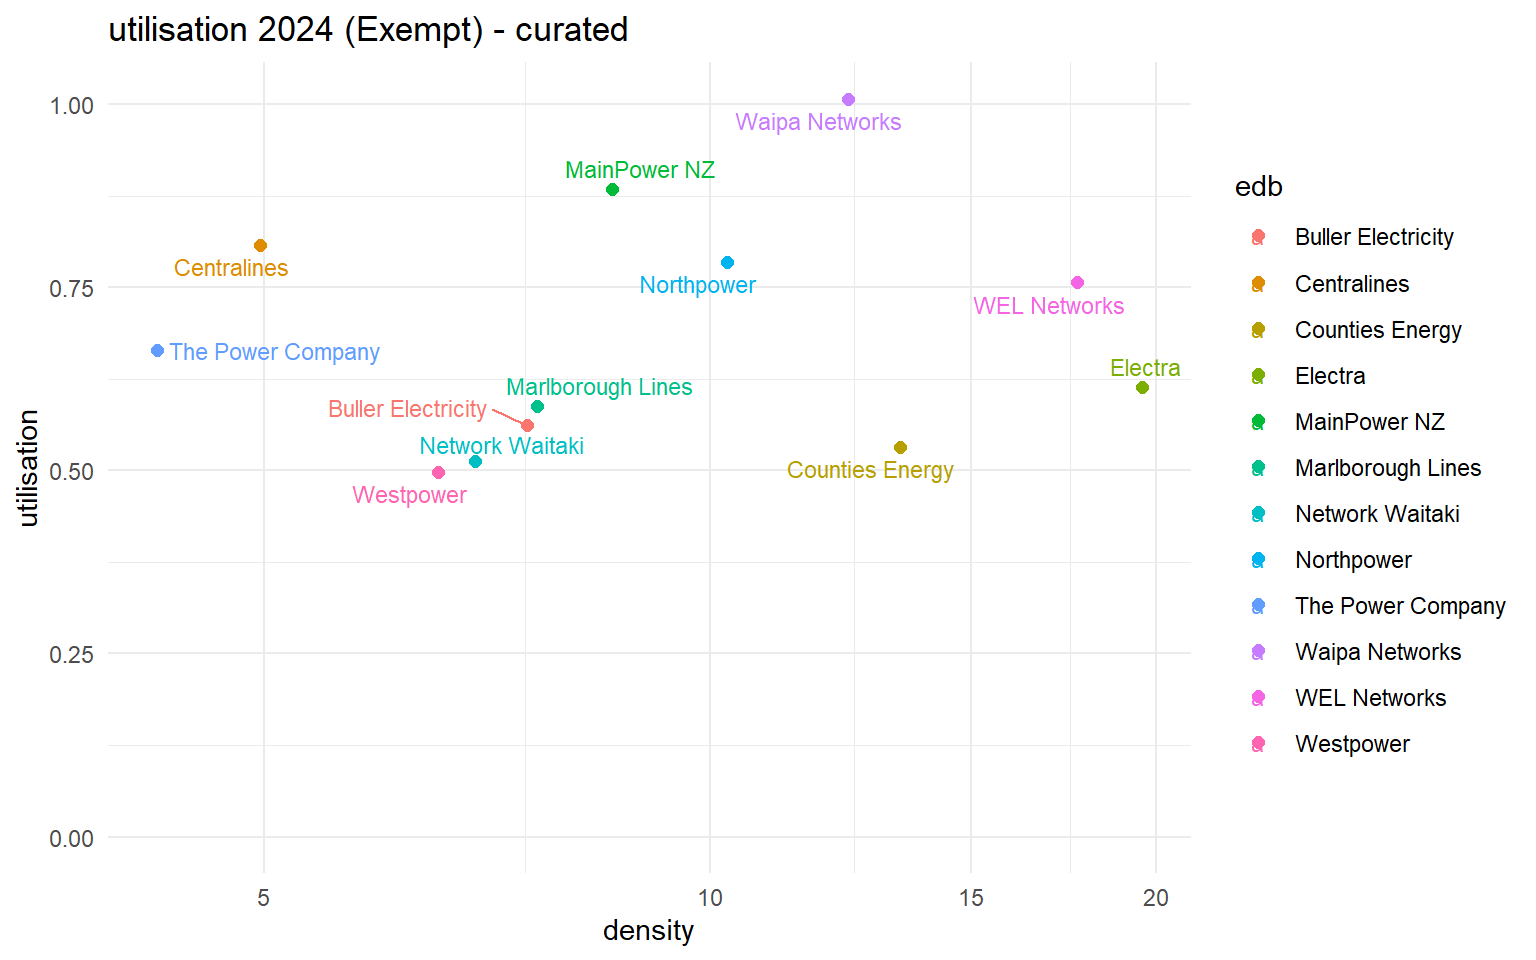 utilisation 2024 (Exempt) - curated
utilisation
1.00
0.75
0.50
0.25
0.00
Waipa Networks
MainPower NZ
Centralines
Northpower
WEL Networks
The Power Company
Electra
Marlborough Lines
Buller Electricity
Network Waitaki
Counties Energy
Westpower
5
10
15
20
density
edb
a Buller Electricity
a Centralines
a Counties Energy
a Electra
a MainPower NZ
a Marlborough Lines
a Network Waitaki
a Northpower
a The Power Company
a Waipa Networks
a WEL Networks
a Westpower